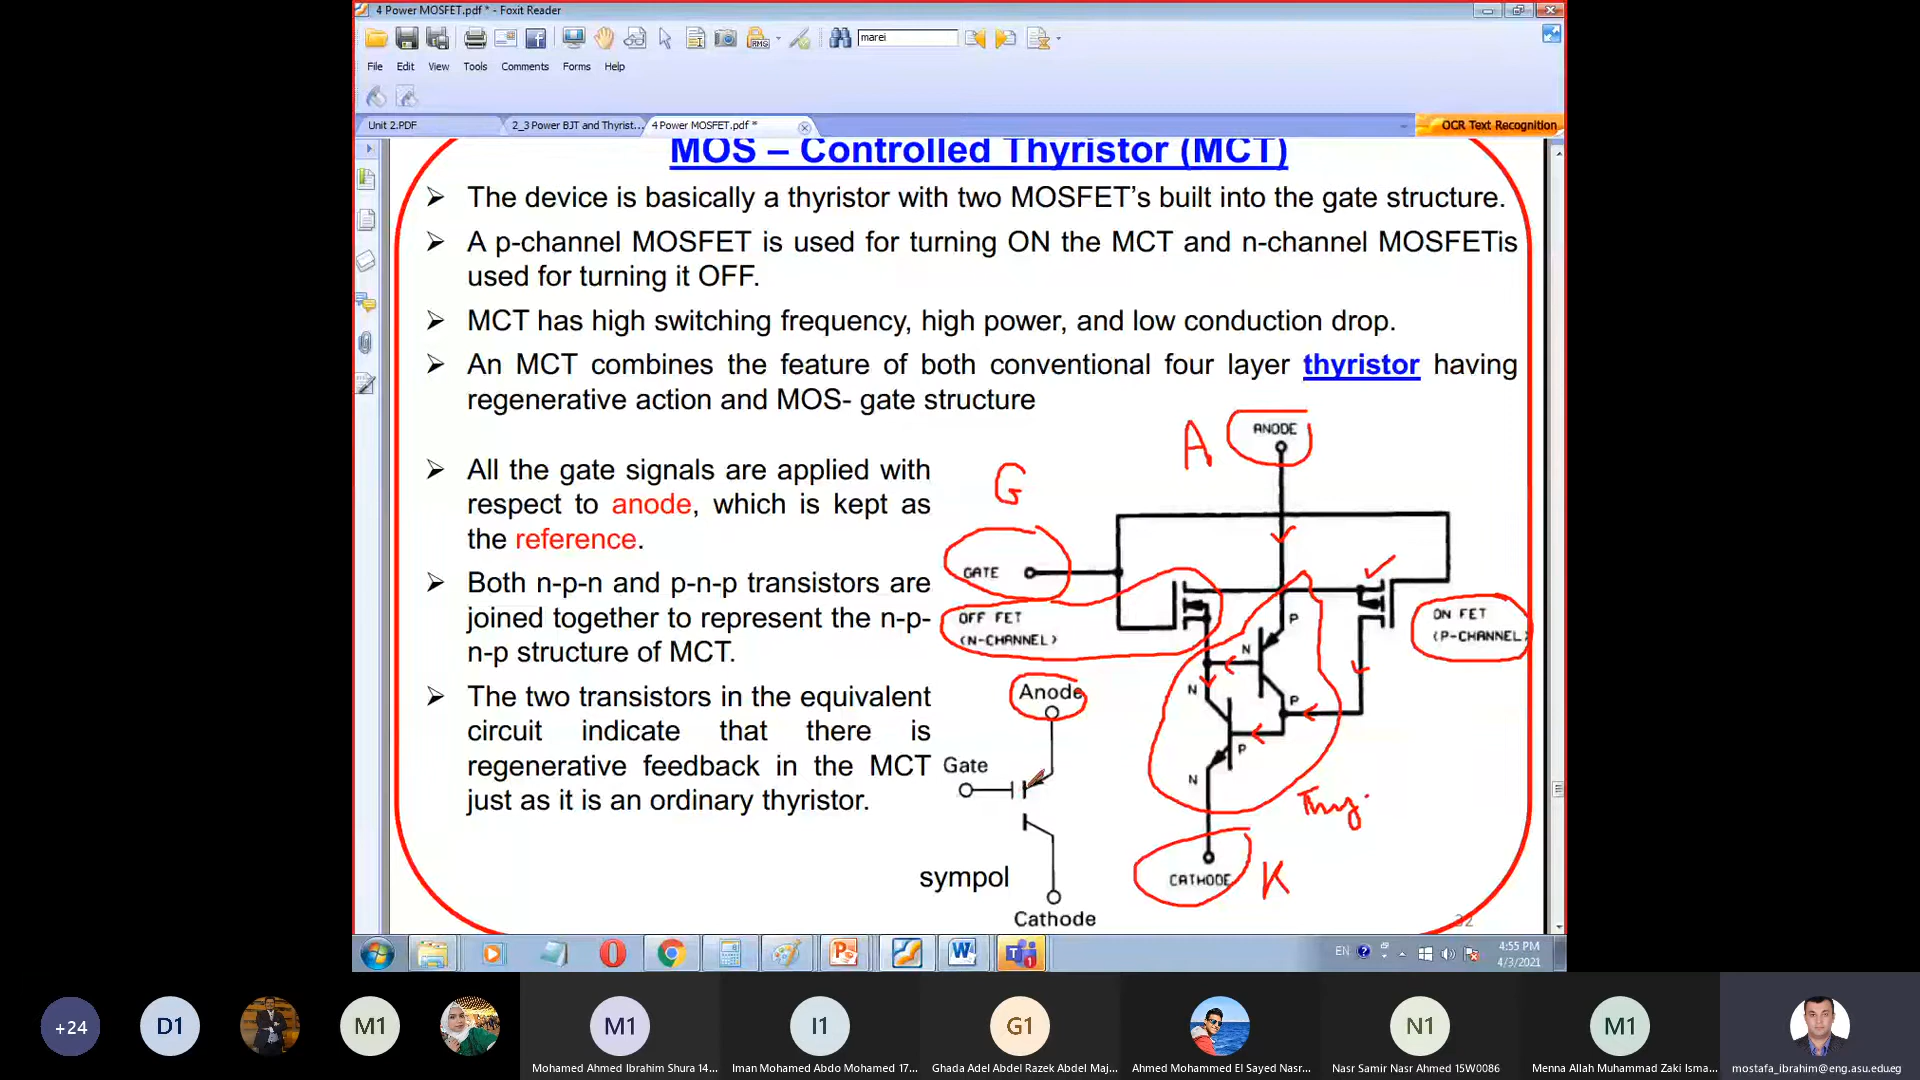 4 Power MOSFET.pdf * - Foxit Reader
marei
File Edit View Tools Comments Forms Help
Unit 2.PDF
2_3 Power BJT and Thyrist...
4 Power MOSFET.pdf *
OCR Text Recognition
MOS – Controlled Thyristor (MCT)
The device is basically a thyristor with two MOSFET's built into the gate structure.
A p-channel MOSFET is used for turning ON the MCT and n-channel MOSFETis
used for turning it OFF.
MCT has high switching frequency, high power, and low conduction drop.
An MCT combines the feature of both conventional four layer thyristor having
regenerative action and MOS- gate structure
All the gate signals are applied with
respect to anode, which is kept as
the reference.
Both n-p-n and p-n-p transistors are
joined together to represent the n-p-
n-p structure of MCT.
The two transistors in the equivalent
circuit indicate that there is
regenerative feedback in the MCT
just as it is an ordinary thyristor.
A
ANODE
G
GATE
OFF FET
(N-CHANNEL)
ON FET
(P-CHANNEL)
P
N
N
P
P
N
Thy.
CATHODE
K
Anode
Gate
sympol
Cathode
32
EN
4:55 PM
4/3/2021
+24
D1
M1
M1
I1
G1
N1
M1
Mohamed Ahmed Ibrahim Shura 14...
Iman Mohamed Abdo Mohamed 17...
Ghada Adel Abdel Razek Abdel Maj...
Ahmed Mohammed El Sayed Nasr...
Nasr Samir Nasr Ahmed 15W0086
Menna Allah Muhammad Zaki Isma...
mostafa_ibrahim@eng.asu.edu.eg